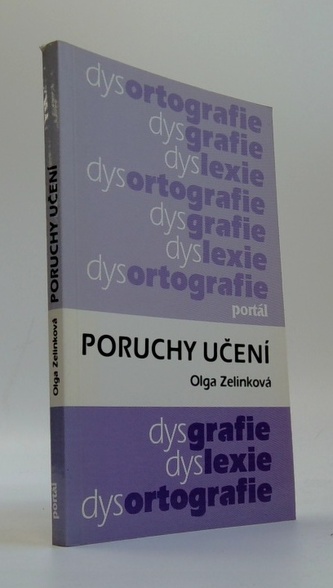 dysortografie
dysgrafie
dyslexie
dysortografie
dysgrafie
dyslexie
dysortografie
portál
PORUCHY UČENÍ
Olga Zelinková
dysgrafie
dyslexie
dysortografie
Olga Zelinková PORUCHY UČENÍ
portál